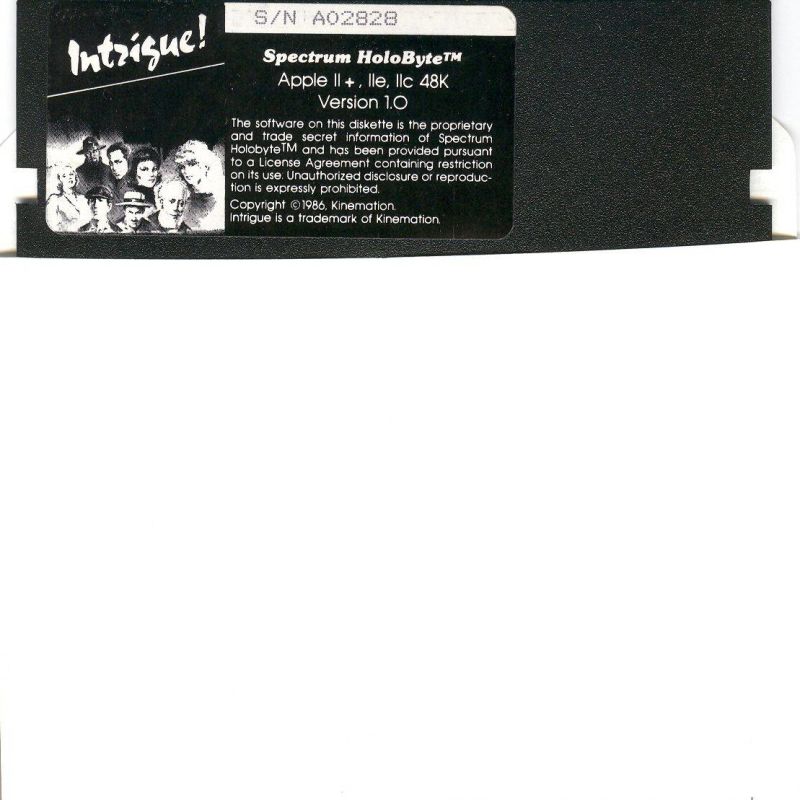 Intrigue!
S/N A02828
Spectrum HoloByte™
Apple II+, IIe, IIc 48K
Version 1.0
The software on this diskette is the proprietary
and trade secret information of Spectrum
Holobyte™ and has been provided pursuant
to a License Agreement containing restriction
on its use. Unauthorized disclosure or reproduc-
tion is expressly prohibited.
Copyright ©1986, Kinemation.
Intrigue is a trademark of Kinemation.